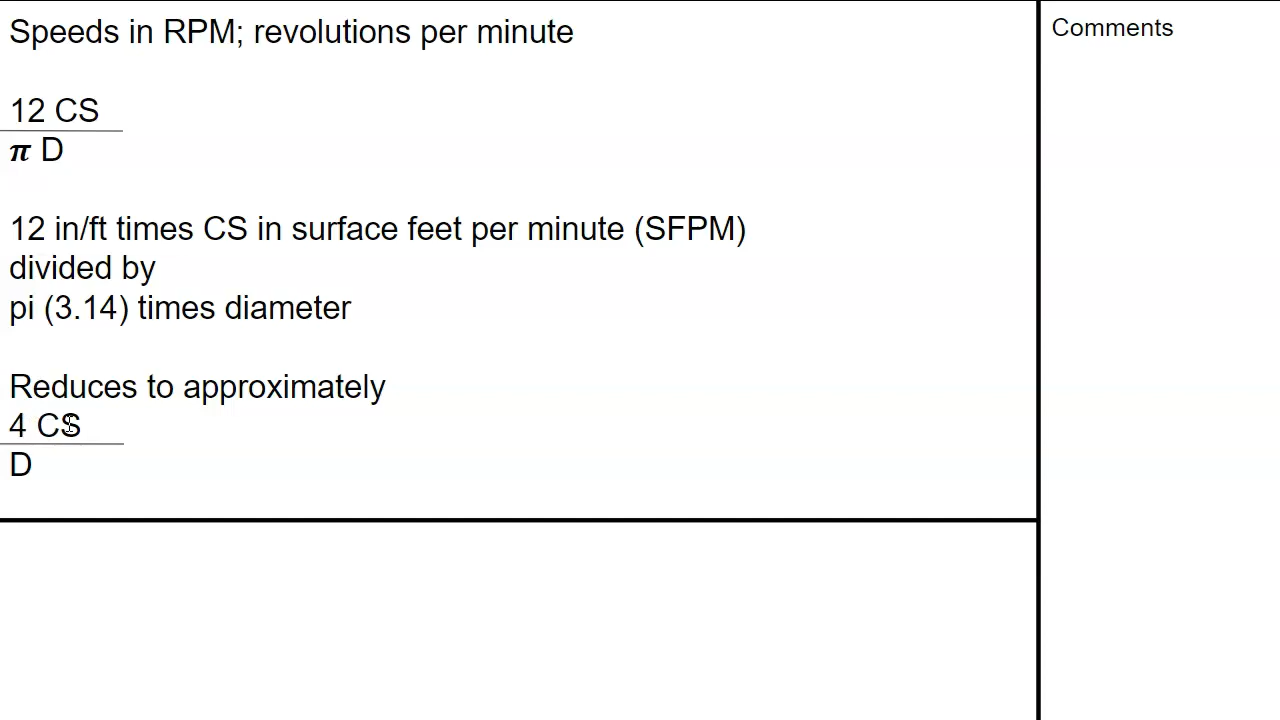 Speeds in RPM; revolutions per minute
12 CS
π D
12 in/ft times CS in surface feet per minute (SFPM)
divided by
pi (3.14) times diameter
Reduces to approximately
4 CS
D
Comments